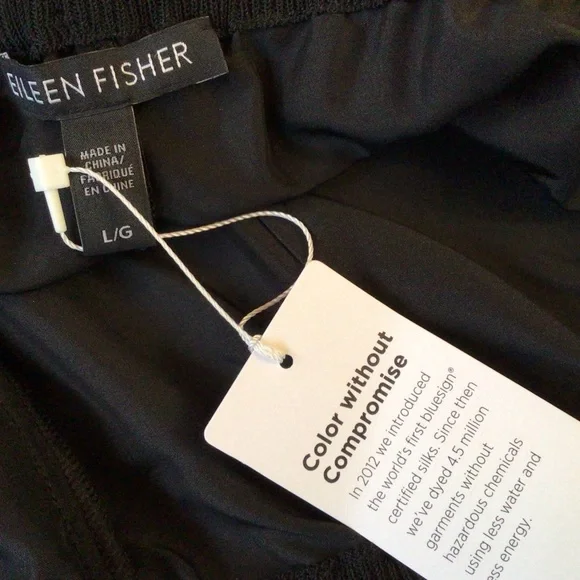 EILEEN FISHER
MADE IN
CHINA/
FABRIQUÉ
EN CHINE
L/G
Color without
Compromise
In 2012 we introduced
the world's first bluesign®
certified silks. Since then
we've dyed 4.5 million
garments without
hazardous chemicals
using less water and
ss energy.